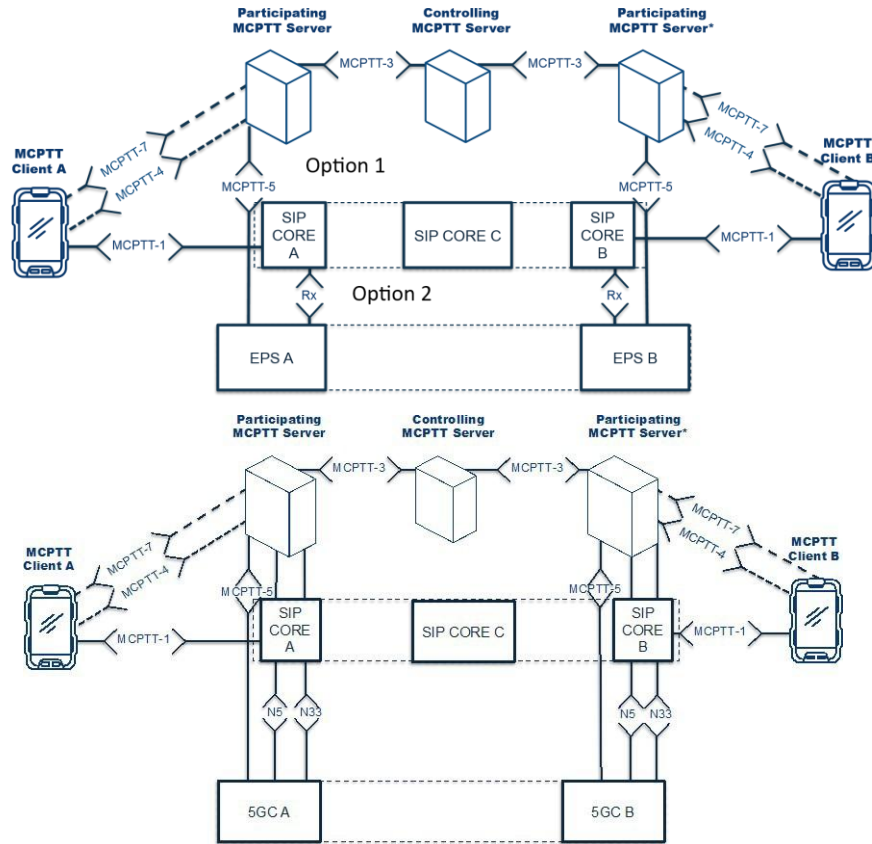 Participating
MCPTT Server
Controlling
MCPTT Server
Participating
MCPTT Server*
MCPTT-3
MCPTT-3
MCPTT
Client A
MCPTT-7
MCPTT-4
MCPTT-7
MCPTT-4
MCPTT
Client B
Option 1
MCPTT-5
MCPTT-5
MCPTT-1
SIP
CORE
A
SIP CORE C
SIP
CORE
B
MCPTT-1
Rx
Option 2
Rx
EPS A
EPS B
Participating
MCPTT Server
Controlling
MCPTT Server
Participating
MCPTT Server*
MCPTT-3
MCPTT-3
MCPTT
Client A
MCPTT-7
MCPTT-4
MCPTT-7
MCPTT-4
MCPTT
Client B
MCPTT-5
MCPTT-5
MCPTT-1
SIP
CORE
A
SIP CORE C
SIP
CORE
B
MCPTT-1
N5
N33
N5
N33
5GC A
5GC B